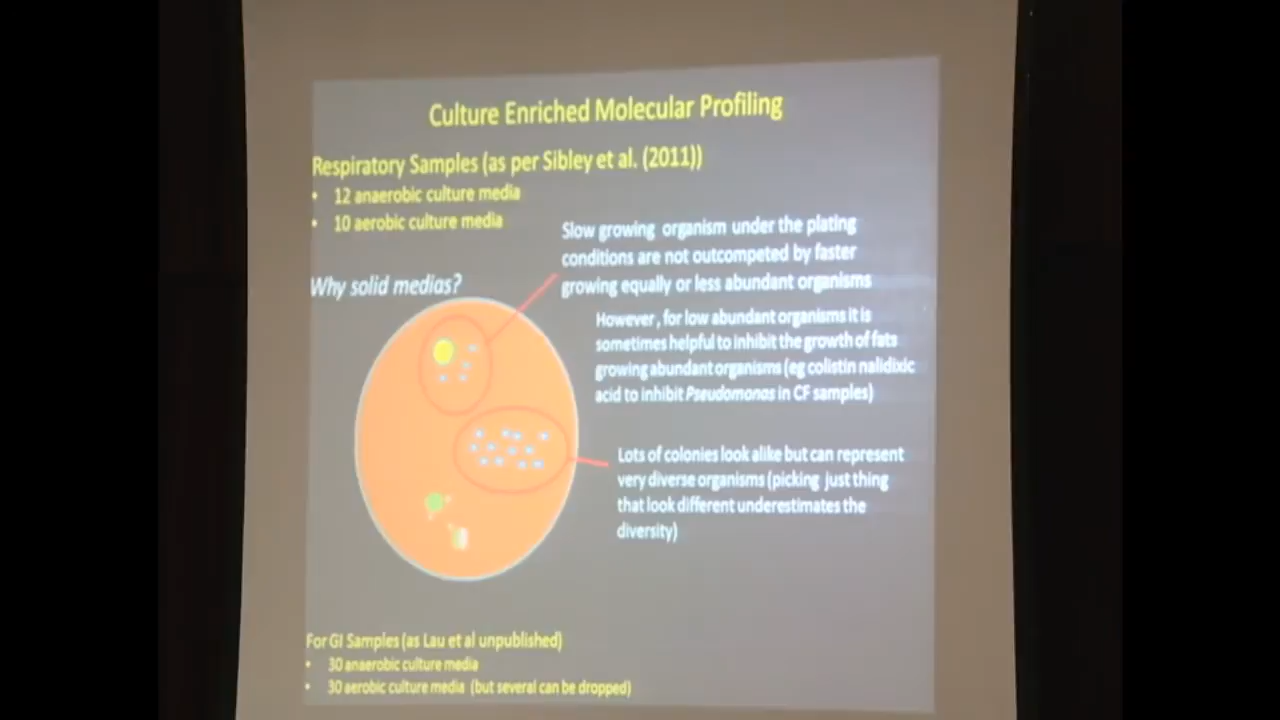 Culture Enriched Molecular Profiling
Respiratory Samples (as per Sibley et al. (2011))
• 12 anaerobic culture media
• 10 aerobic culture media
Slow growing organism under the plating
conditions are not outcompeted by faster
growing equally or less abundant organisms
Why solid medias?
However, for low abundant organisms it is
sometimes helpful to inhibit the growth of fats
growing abundant organisms (eg colistin nalidixic
acid to inhibit Pseudomonas in CF samples)
Lots of colonies look alike but can represent
very diverse organisms (picking just thing
that look different underestimates the
diversity)
For GI Samples (as Lau et al unpublished)
• 30 anaerobic culture media
• 30 aerobic culture media (but several can be dropped)